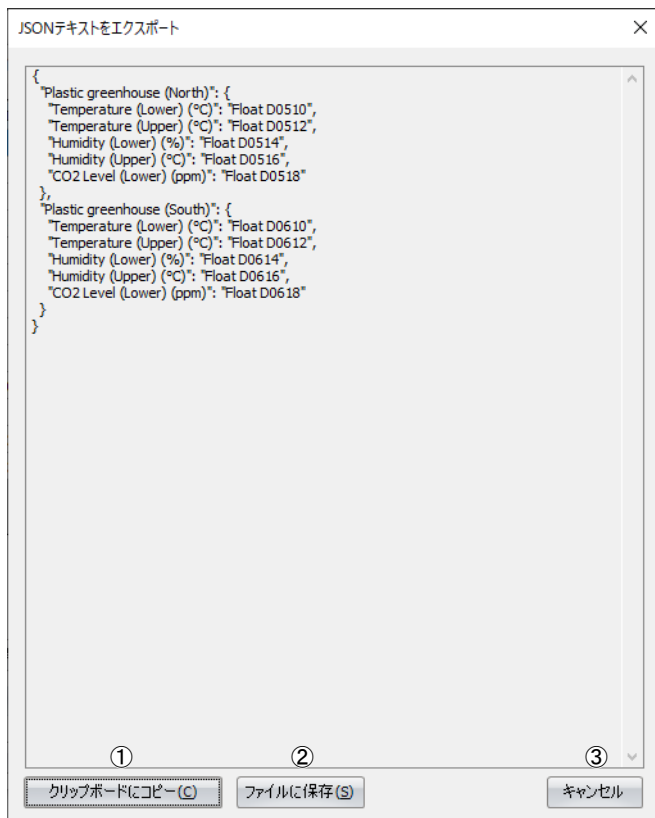 JSONテキストをエクスポート
{
"Plastic greenhouse (North)": {
"Temperature (Lower) (°C)": "Float D0510",
"Temperature (Upper) (°C)": "Float D0512",
"Humidity (Lower) (%)": "Float D0514",
"Humidity (Upper) (°C)": "Float D0516",
"CO2 Level (Lower) (ppm)": "Float D0518"
},
"Plastic greenhouse (South)": {
"Temperature (Lower) (°C)": "Float D0610",
"Temperature (Upper) (°C)": "Float D0612",
"Humidity (Lower) (%)": "Float D0614",
"Humidity (Upper) (°C)": "Float D0616",
"CO2 Level (Lower) (ppm)": "Float D0618"
}
}
① ② ③
クリップボードにコピー(C) ファイルに保存(S) キャンセル